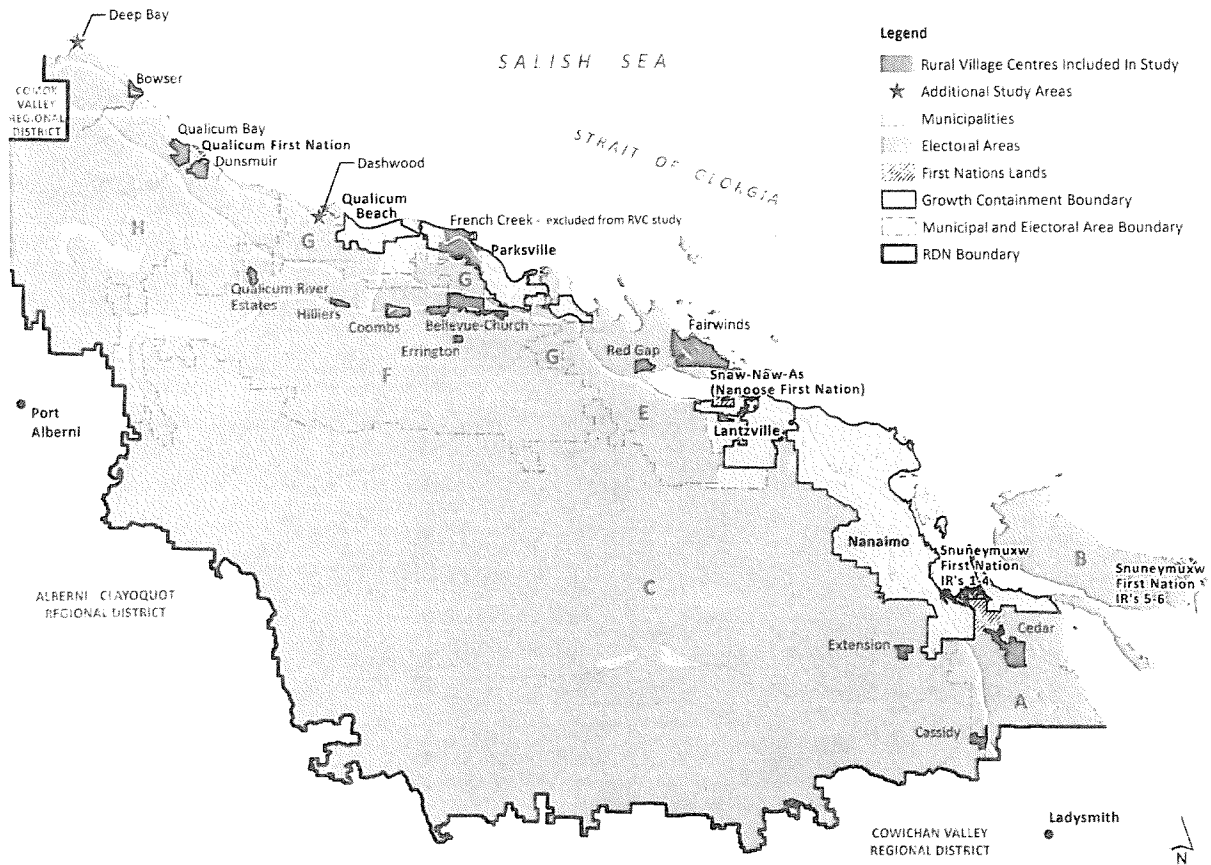 Deep Bay
SALISH SEA
Legend
Rural Village Centres Included In Study
Additional Study Areas
Municipalities
Electoral Areas
First Nations Lands
Growth Containment Boundary
Municipal and Electoral Area Boundary
RDN Boundary
Bowser
COMOX
VALLEY
REGIONAL
DISTRICT
Qualicum Bay
Qualicum First Nation
Dunsmuir
Dashwood
STRAIT OF GEORGIA
Qualicum
Beach
French Creek - excluded from RVC study
Parksville
H
G
G
Qualicum River
Estates
Hilliers
Coombs
Bellevue-Church
Errington
Fairwinds
Red Gap
G
F
Snaw-Naw-As
(Nanoose First Nation)
E
Lantzville
Port
Alberni
Nanaimo
Snuneymuxw
First Nation
IR's 1-4
B
Snuneymuxw
First Nation
IR's 5-6
C
ALBERNI - CLAYOQUOT
REGIONAL DISTRICT
Cedar
Extension
A
Cassidy
Ladysmith
COWICHAN VALLEY
REGIONAL DISTRICT
N